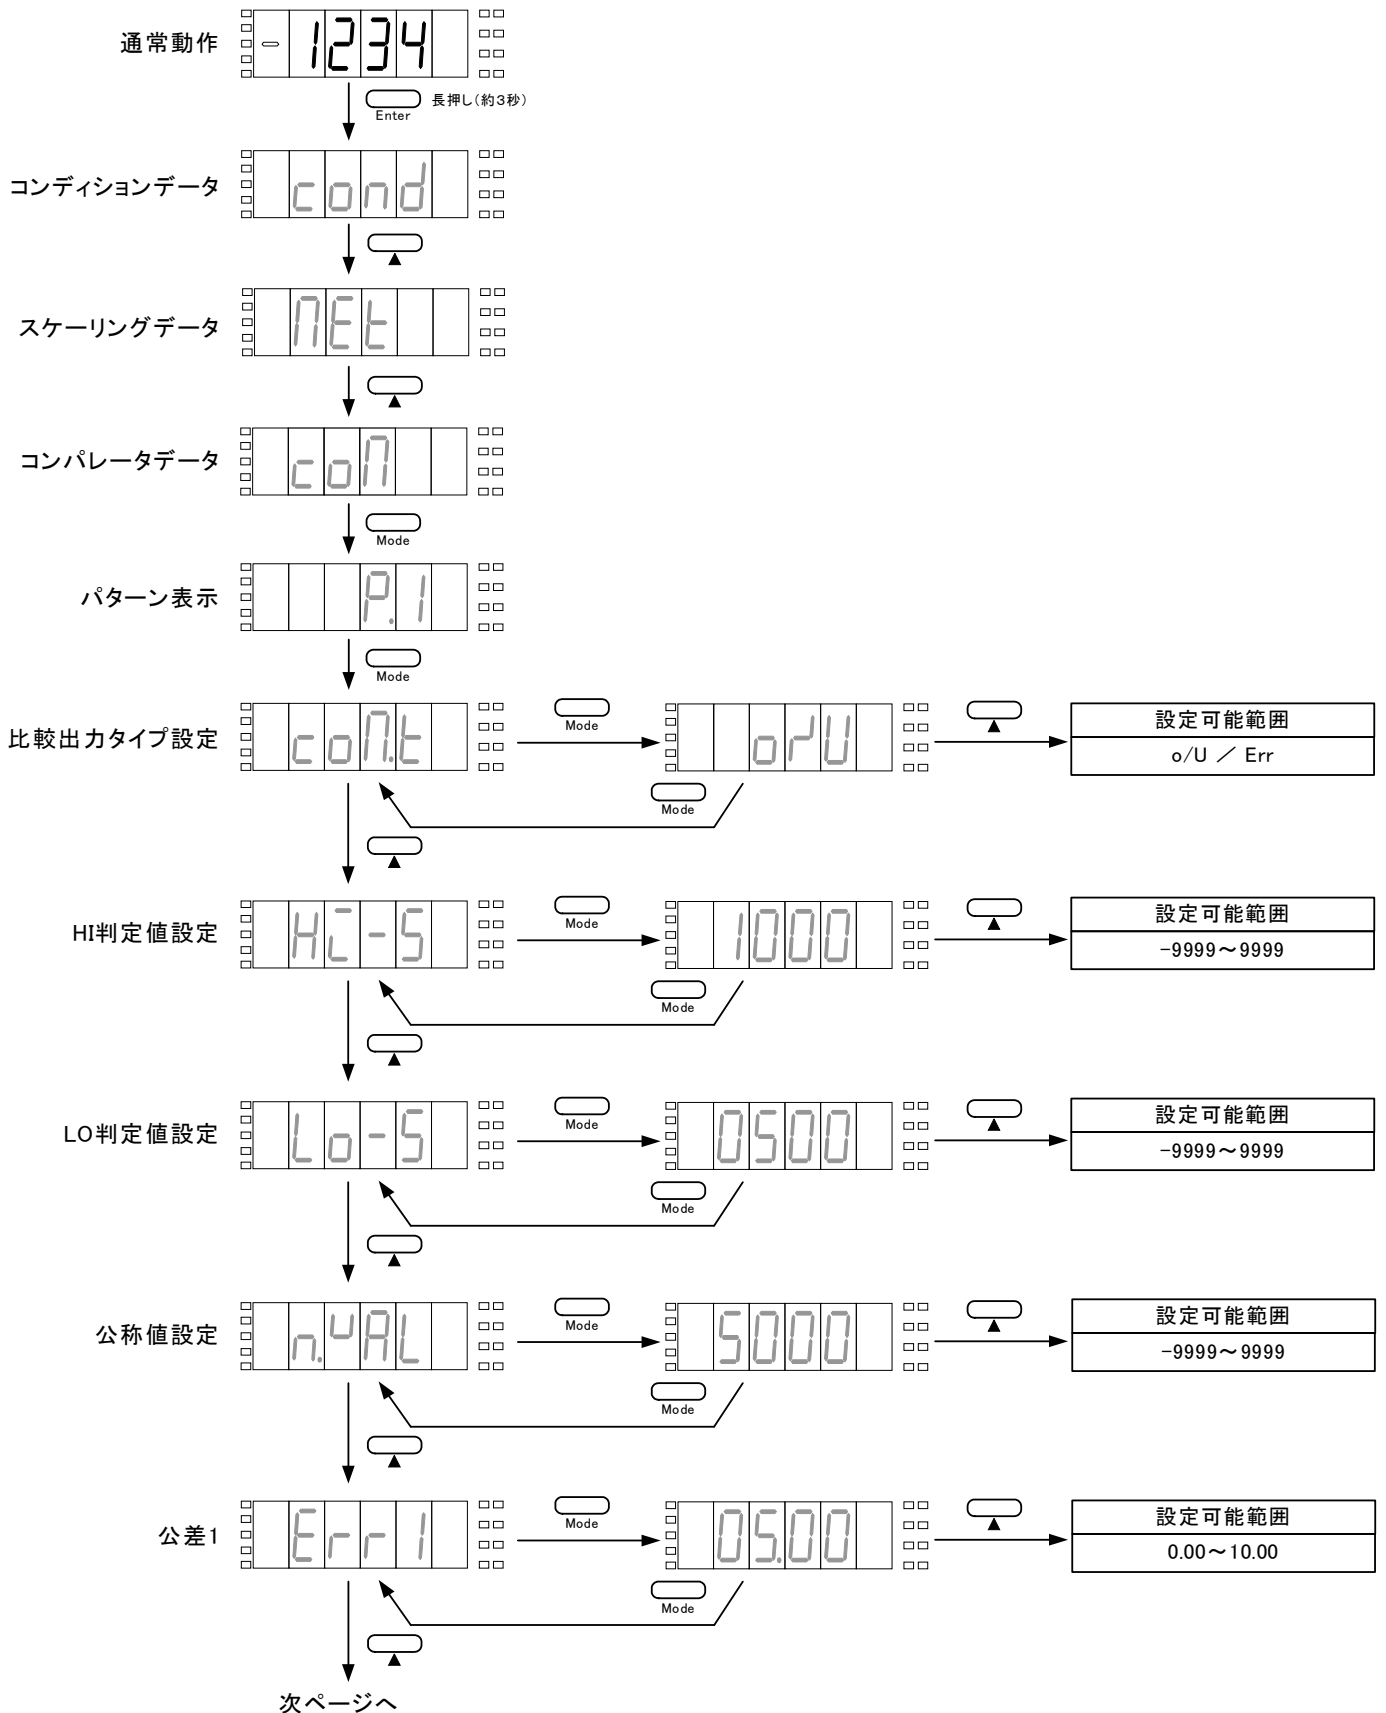 通常動作
-1234
Enter
長押し(約3秒)
コンディションデータ
cond
▲
スケーリングデータ
MEt
▲
コンパレータデータ
coM
Mode
パターン表示
P.1
Mode
比較出力タイプ設定
coM.t
Mode
o/U
▲
設定可能範囲
o/U ／ Err
Mode
▲
HI判定値設定
Hi-S
Mode
1000
▲
設定可能範囲
-9999～9999
Mode
▲
LO判定値設定
Lo-S
Mode
0500
▲
設定可能範囲
-9999～9999
Mode
▲
公称値設定
n.VAL
Mode
5000
▲
設定可能範囲
-9999～9999
Mode
▲
公差1
Err1
Mode
05.00
▲
設定可能範囲
0.00～10.00
Mode
▲
次ページへ